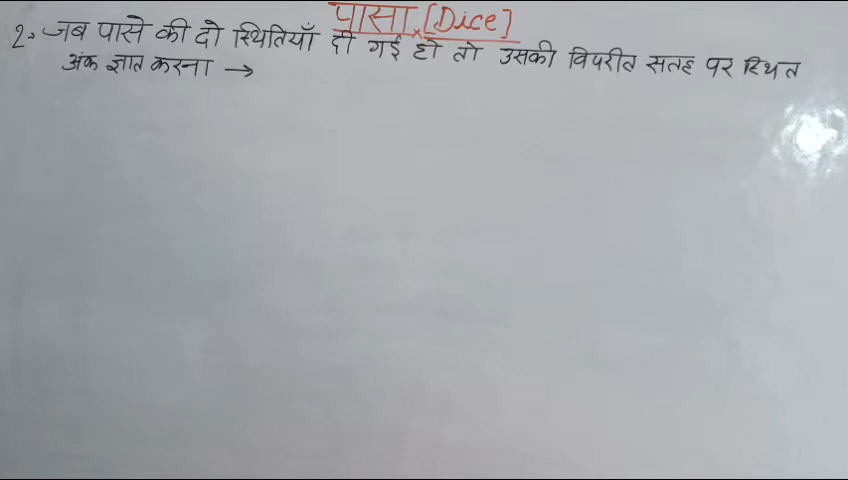 पासा [Dice]
2. जब पासे की दो स्थितियाँ दी गई हो तो उसकी विपरीत सतह पर स्थित
अंक ज्ञात करना →